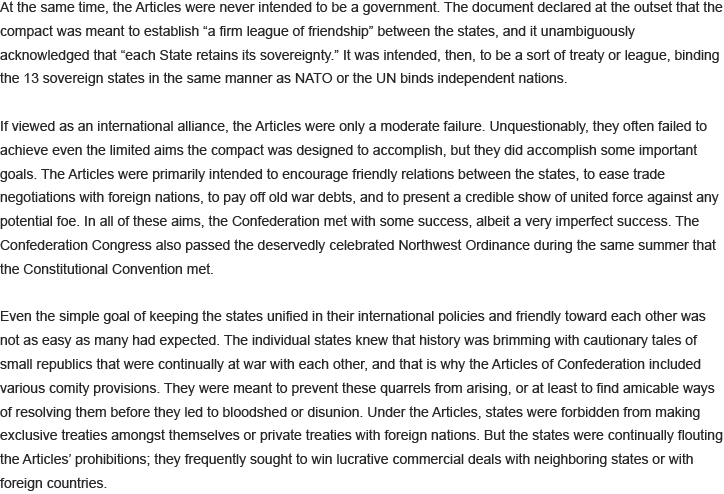 At the same time, the Articles were never intended to be a government. The document declared at the outset that the
compact was meant to establish “a firm league of friendship” between the states, and it unambiguously
acknowledged that “each State retains its sovereignty.” It was intended, then, to be a sort of treaty or league, binding
the 13 sovereign states in the same manner as NATO or the UN binds independent nations.
If viewed as an international alliance, the Articles were only a moderate failure. Unquestionably, they often failed to
achieve even the limited aims the compact was designed to accomplish, but they did accomplish some important
goals. The Articles were primarily intended to encourage friendly relations between the states, to ease trade
negotiations with foreign nations, to pay off old war debts, and to present a credible show of united force against any
potential foe. In all of these aims, the Confederation met with some success, albeit a very imperfect success. The
Confederation Congress also passed the deservedly celebrated Northwest Ordinance during the same summer that
the Constitutional Convention met.
Even the simple goal of keeping the states unified in their international policies and friendly toward each other was
not as easy as many had expected. The individual states knew that history was brimming with cautionary tales of
small republics that were continually at war with each other, and that is why the Articles of Confederation included
various comity provisions. They were meant to prevent these quarrels from arising, or at least to find amicable ways
of resolving them before they led to bloodshed or disunion. Under the Articles, states were forbidden from making
exclusive treaties amongst themselves or private treaties with foreign nations. But the states were continually flouting
the Articles’ prohibitions; they frequently sought to win lucrative commercial deals with neighboring states or with
foreign countries.